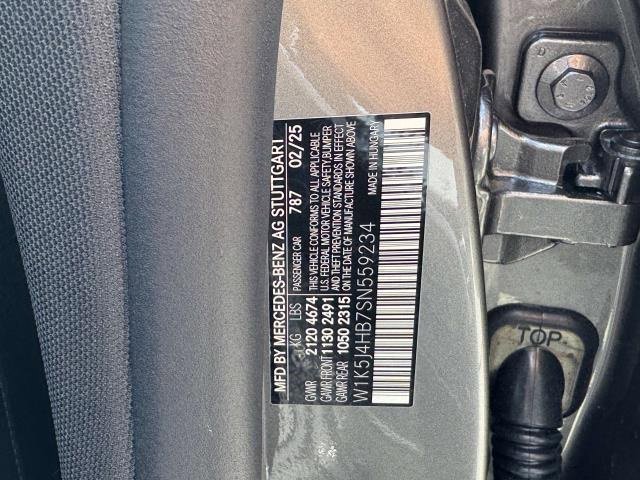 MFD BY MERCEDES-BENZ AG STUTTGART
PASSENGER CAR 787 02/25
KG LBS
GVWR 2120 4674
GAWR FRONT 1130 2491
GAWR REAR 1050 2315
THIS VEHICLE CONFORMS TO ALL APPLICABLE
U.S. FEDERAL MOTOR VEHICLE SAFETY, BUMPER
AND THEFT PREVENTION STANDARDS IN EFFECT
ON THE DATE OF MANUFACTURE SHOWN ABOVE
MADE IN HUNGARY
W1K5J4HB7SN559234
D
TOP